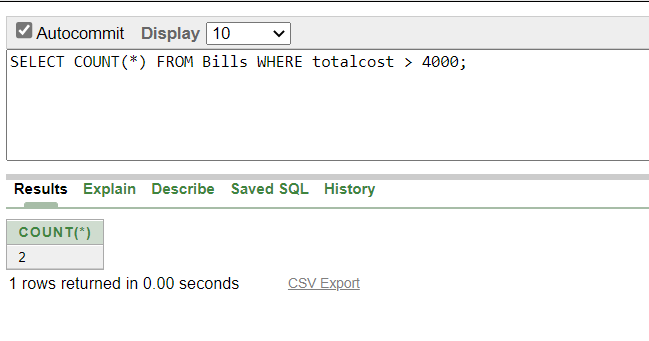 Autocommit Display 10
SELECT COUNT(*) FROM Bills WHERE totalcost > 4000;
Results Explain Describe Saved SQL History
COUNT(*)
2
1 rows returned in 0.00 seconds CSV Export